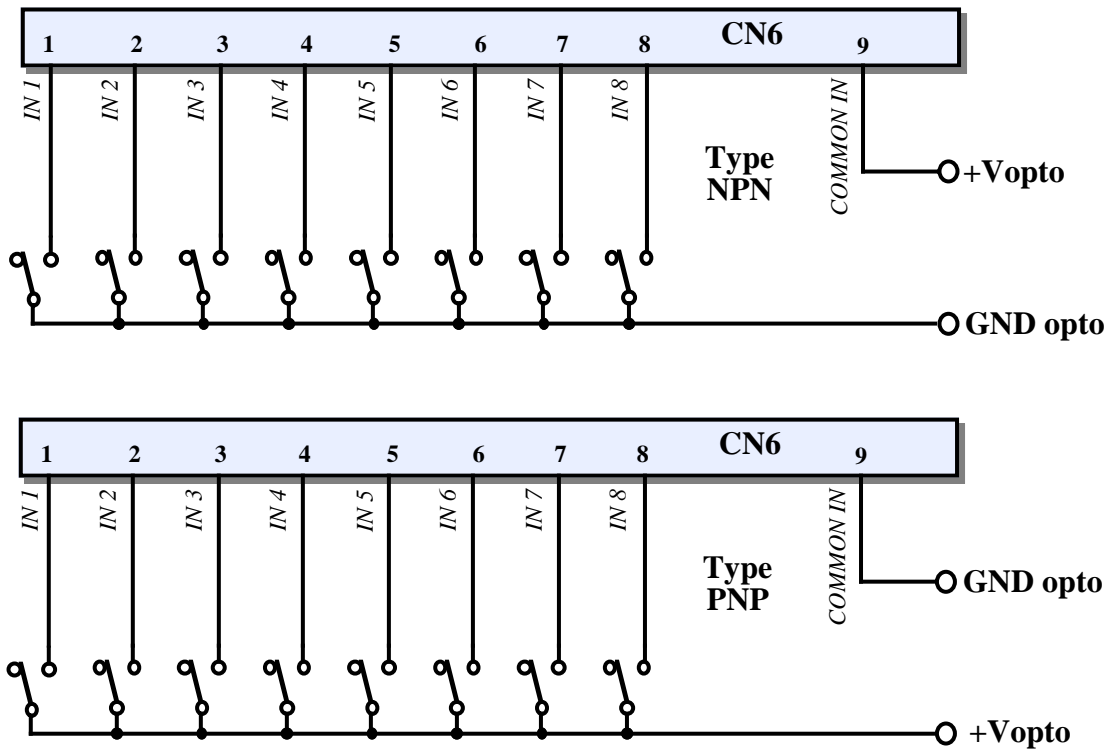 1 2 3 4 5 6 7 8 CN6 9
IN 1 IN 2 IN 3 IN 4 IN 5 IN 6 IN 7 IN 8 COMMON IN
Type
NPN
+Vopto
GND opto
1 2 3 4 5 6 7 8 CN6 9
IN 1 IN 2 IN 3 IN 4 IN 5 IN 6 IN 7 IN 8 COMMON IN
Type
PNP
GND opto
+Vopto